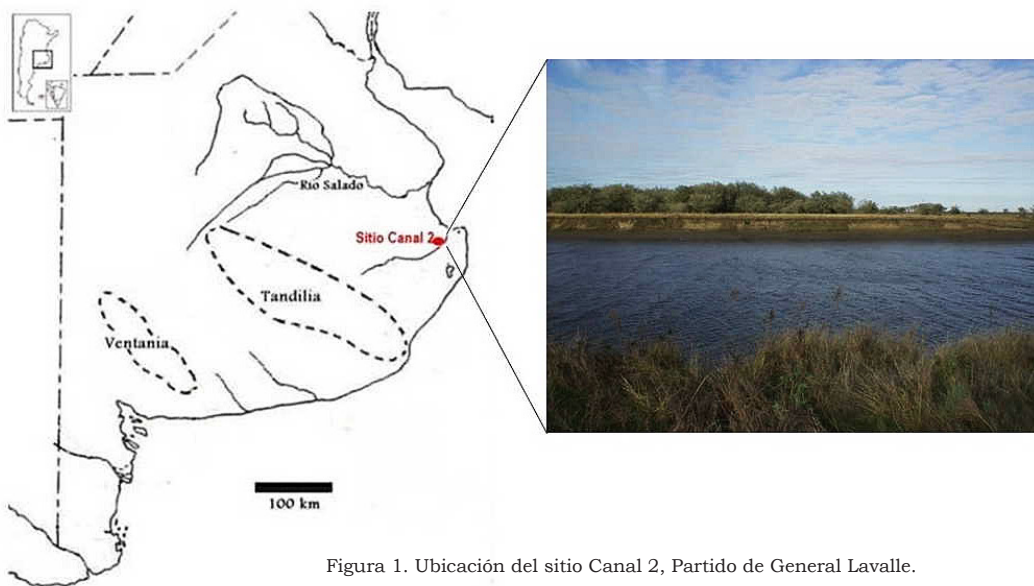 Rio Salado
Sitio Canal 2
Tandilia
Ventania
100 km
Figura 1. Ubicación del sitio Canal 2, Partido de General Lavalle.